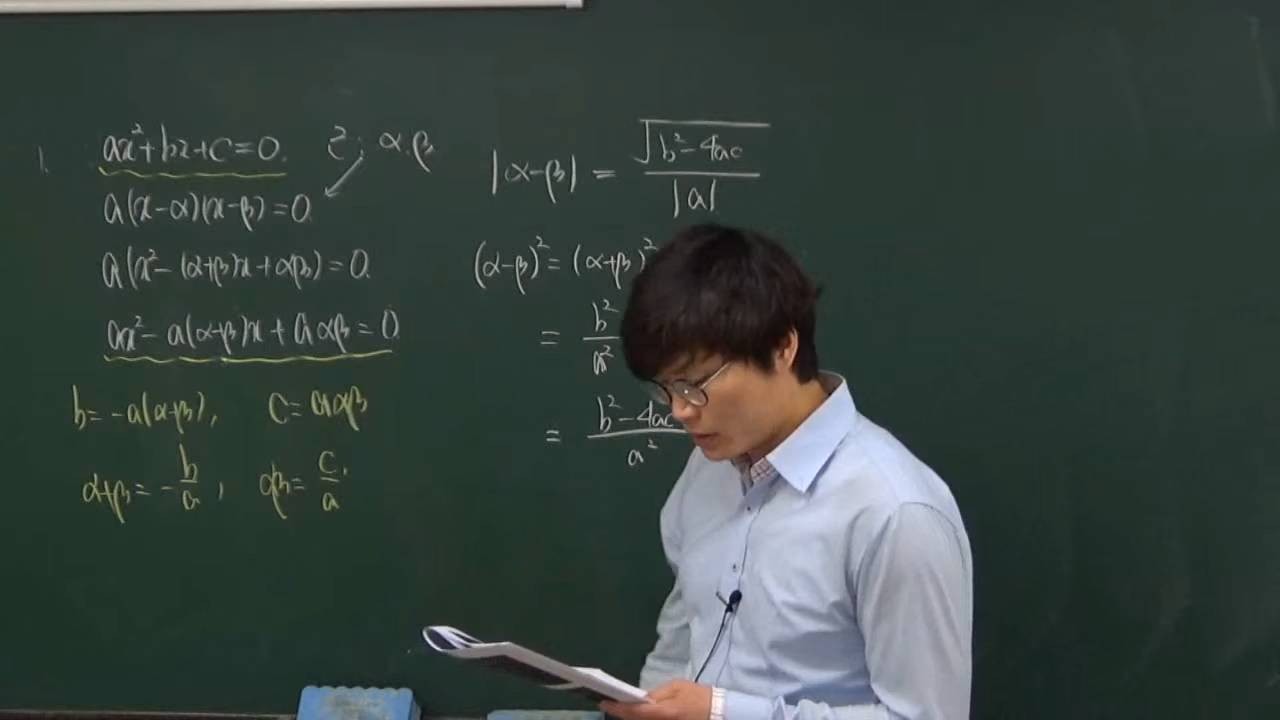 1. ax²+bx+c=0. 근: α, β
a(x-α)(x-β)=0.
a(x²-(α+β)x+αβ)=0.
ax²-a(α+β)x+aαβ=0
b=-a(α+β), c=aαβ
α+β=-b/a, αβ=c/a.
|α-β| = √(b²-4ac)/|a|
(α-β)²=(α+β)²
= b²/a²
= (b²-4ac)/a²